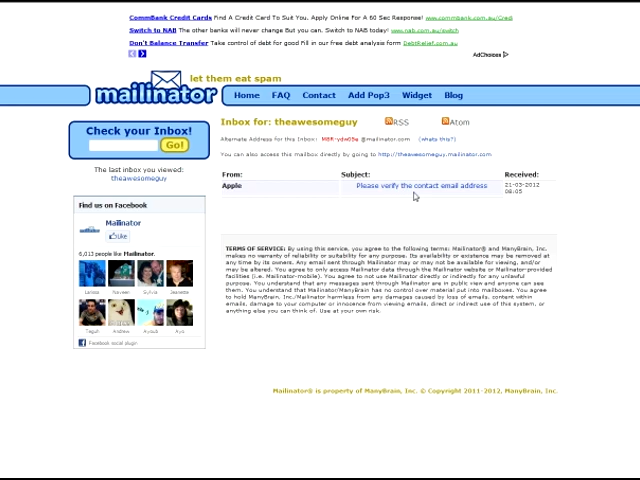 CommBank Credit Cards Find A Credit Card To Suit You. Apply Online For A 60 Sec Response! www.commbank.com.au/Credit
Switch to NAB The other banks will never change But you can. Switch to NAB today! www.nab.com.au/switch
Don't Balance Transfer Take control of debt for good Fill in our free debt analysis form DebtRelief.com.au
AdChoices
let them eat spam
mailinator
Home FAQ Contact Add Pop3 Widget Blog
Check your Inbox!
Go!
The last inbox you viewed:
theawesomeguy
Inbox for: theawesomeguy RSS Atom
Alternate Address for this Inbox: M8R-ydw05a @mailinator.com (whats this?)
You can also access this mailbox directly by going to http://theawesomeguy.mailinator.com
From: Subject: Received:
Apple Please verify the contact email address 21-03-2012
08:05
Find us on Facebook
Mailinator
Like
6,013 people like Mailinator.
Larissa Naveen Sylvia Jeanette
Teguh Andrew Ayoub Ayo
Facebook social plugin
TERMS OF SERVICE: By using this service, you agree to the following terms: Mailinator® and ManyBrain, Inc.
makes no warranty of reliability or suitability for any purpose. Its availability or existence may be removed at
any time by its owners. Any email sent through Mailinator may or may not be available for viewing, and/or
may be altered. You agree to only access Mailinator data through the Mailinator website or Mailinator-provided
facilities (i.e. Mailinator-mobile). You agree to not use Mailinator directly or indirectly for any unlawful
purpose. You understand that any messages sent through Mailinator are in public view and anyone can see
them. You understand that Mailinator/ManyBrain has no control over material put into mailboxes. You agree
to hold ManyBrain, Inc./Mailinator harmless from any damages caused by loss of emails, content within
emails, damage to your computer or income from viewing emails, direct or indirect use of this system, or
anything else you can think of. Use at your own risk.
Mailinator® is property of ManyBrain, Inc. © Copyright 2011-2012, ManyBrain, Inc.